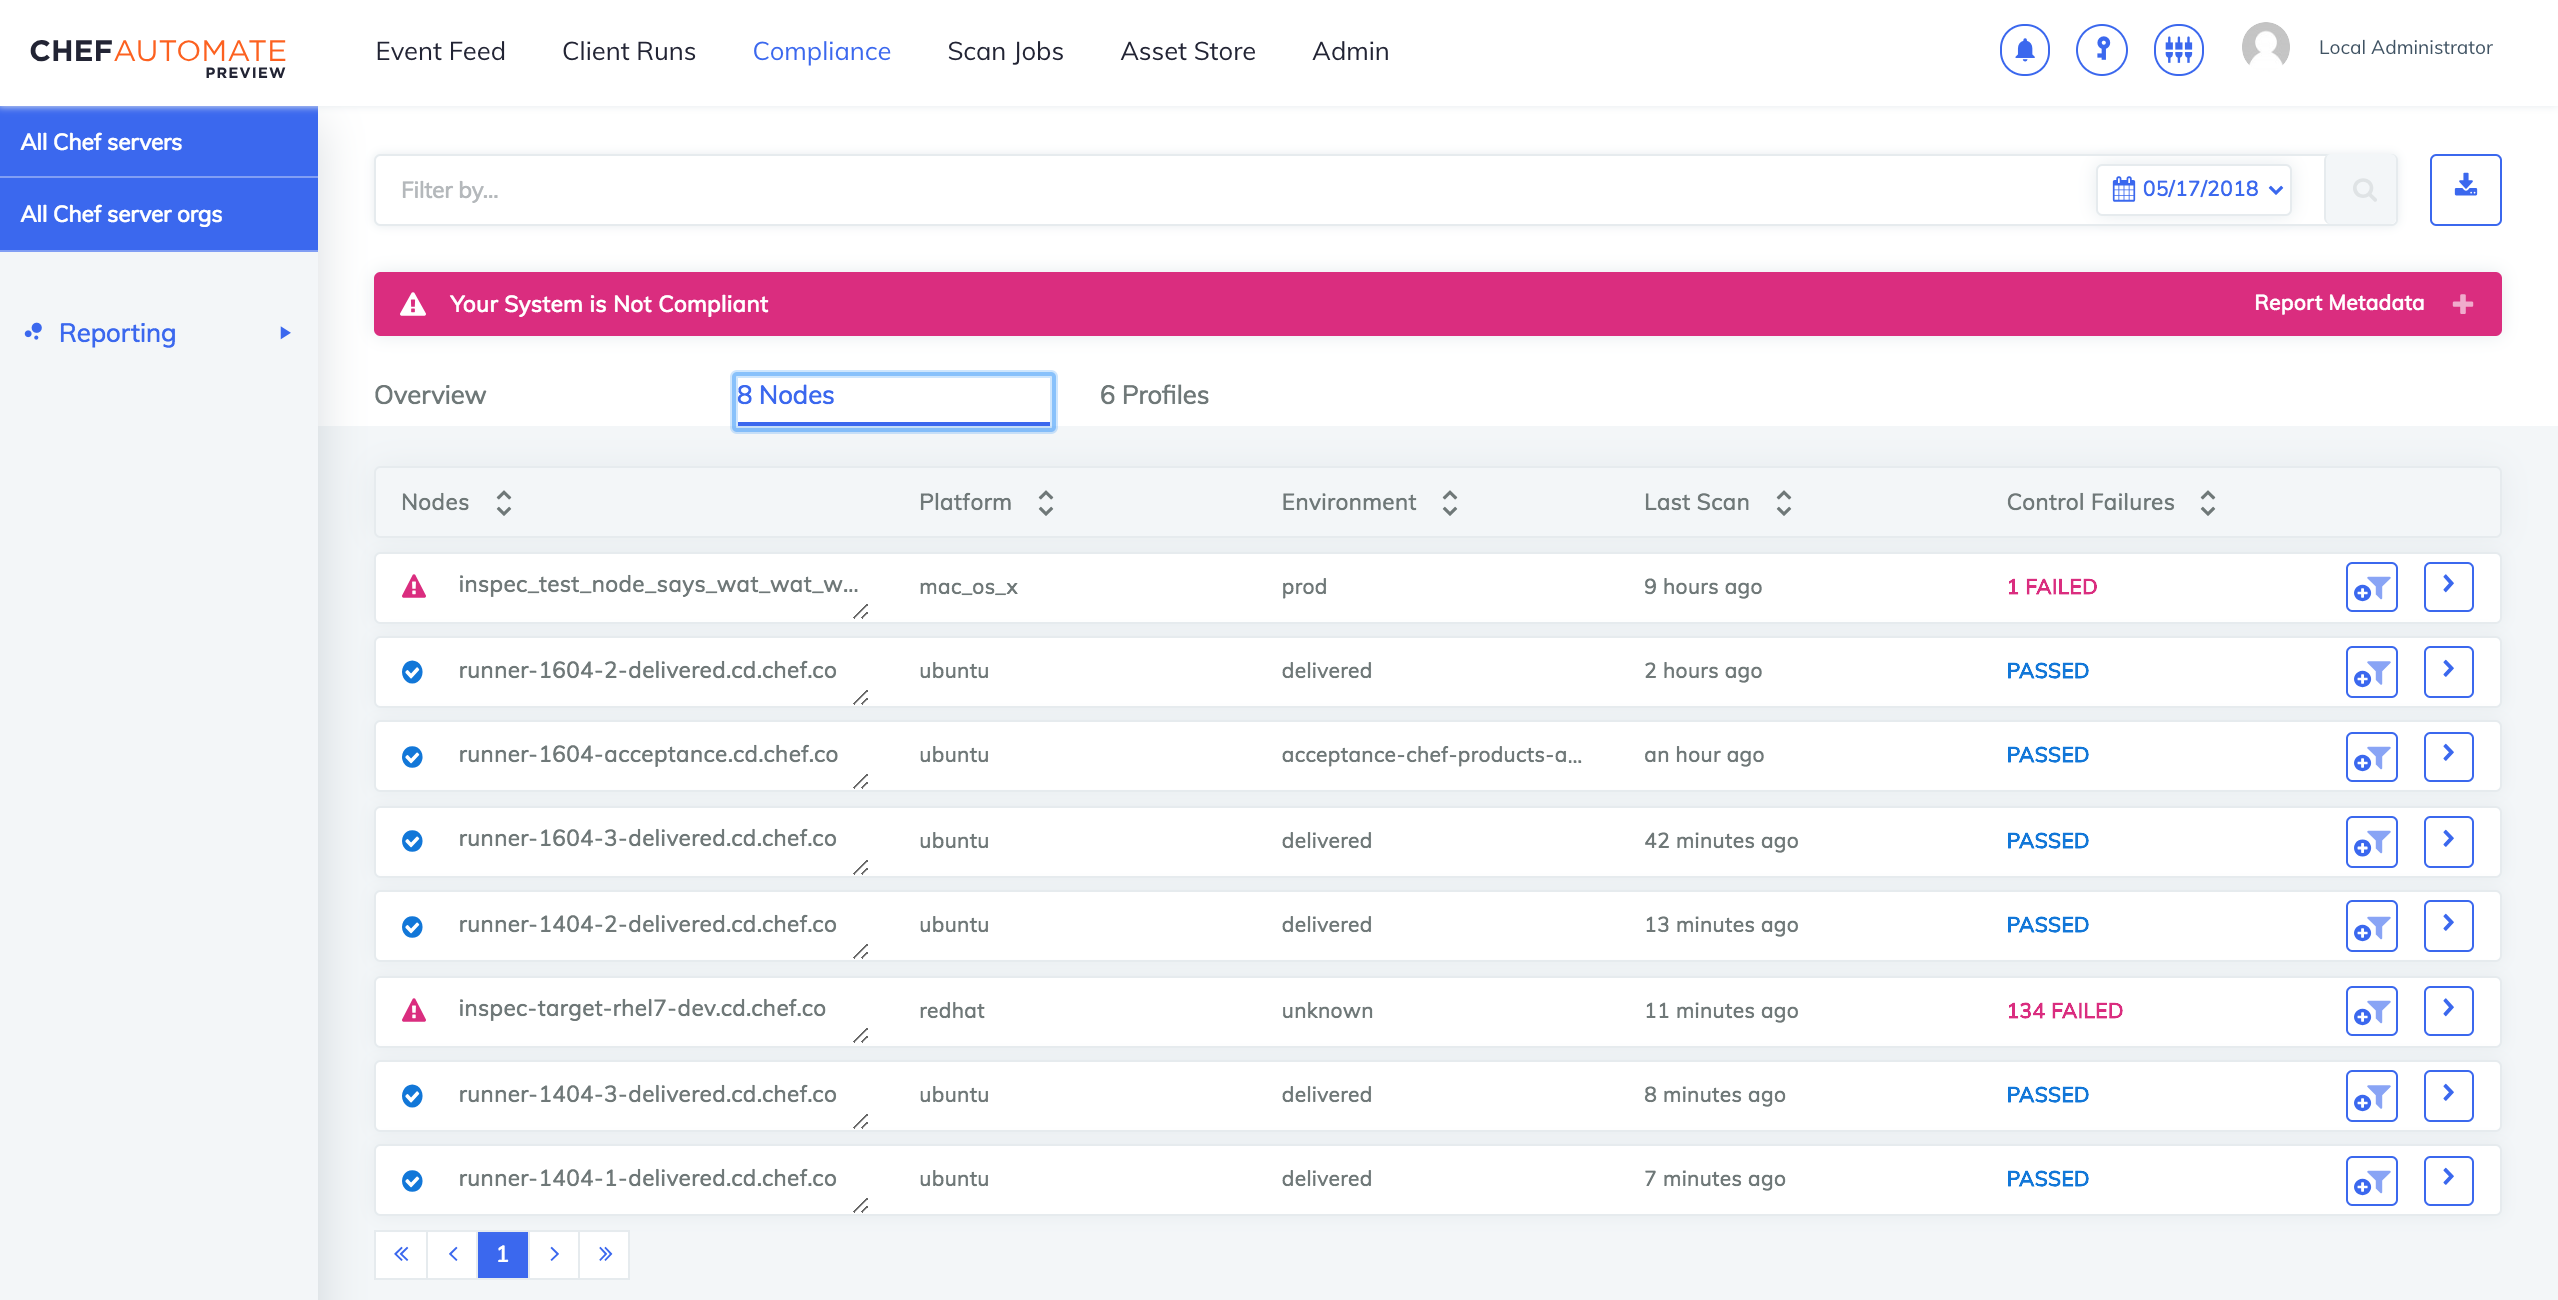 CHEFAUTOMATE
PREVIEW
Event Feed Client Runs Compliance Scan Jobs Asset Store Admin Local Administrator
All Chef servers
All Chef server orgs
Reporting
Filter by... 05/17/2018
Your System is Not Compliant Report Metadata
Overview 8 Nodes 6 Profiles
Nodes Platform Environment Last Scan Control Failures
inspec_test_node_says_wat_wat_w... mac_os_x prod 9 hours ago 1 FAILED
runner-1604-2-delivered.cd.chef.co ubuntu delivered 2 hours ago PASSED
runner-1604-acceptance.cd.chef.co ubuntu acceptance-chef-products-a... an hour ago PASSED
runner-1604-3-delivered.cd.chef.co ubuntu delivered 42 minutes ago PASSED
runner-1404-2-delivered.cd.chef.co ubuntu delivered 13 minutes ago PASSED
inspec-target-rhel7-dev.cd.chef.co redhat unknown 11 minutes ago 134 FAILED
runner-1404-3-delivered.cd.chef.co ubuntu delivered 8 minutes ago PASSED
runner-1404-1-delivered.cd.chef.co ubuntu delivered 7 minutes ago PASSED
« ‹ 1 › »